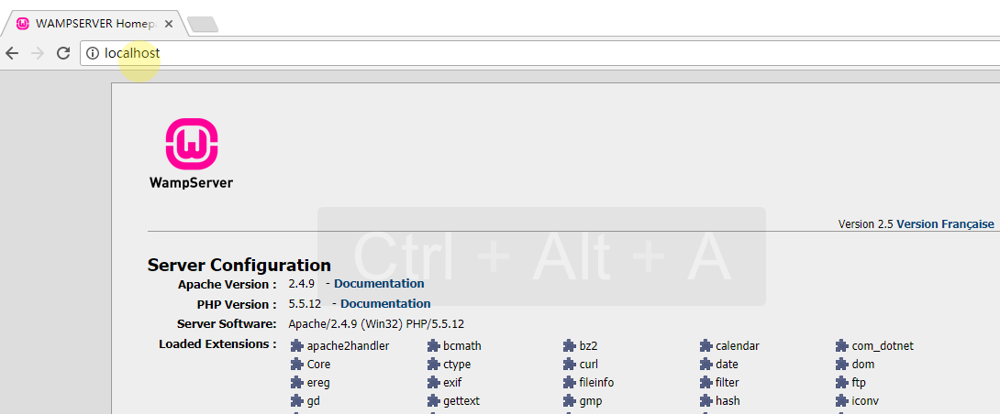 WAMPSERVER Homep
localhost
WampServer
Version 2.5 Version Française
Ctrl + Alt + A
Server Configuration
Apache Version : 2.4.9 - Documentation
PHP Version : 5.5.12 - Documentation
Server Software: Apache/2.4.9 (Win32) PHP/5.5.12
Loaded Extensions : apache2handler bcmath bz2 calendar com_dotnet
Core ctype curl date dom
ereg exif fileinfo filter ftp
gd gettext gmp hash iconv